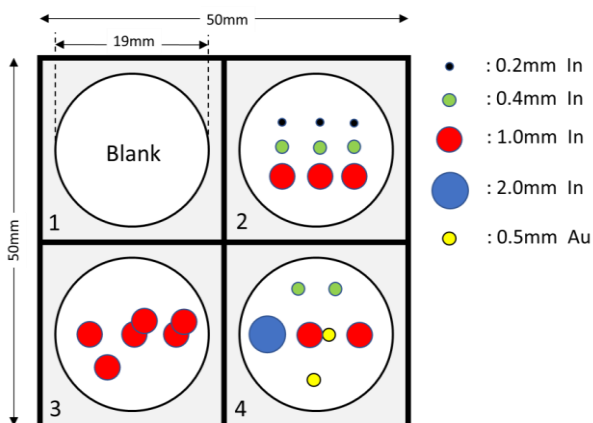 50mm
19mm
50mm
Blank
1
2
3
4
: 0.2mm In
: 0.4mm In
: 1.0mm In
: 2.0mm In
: 0.5mm Au